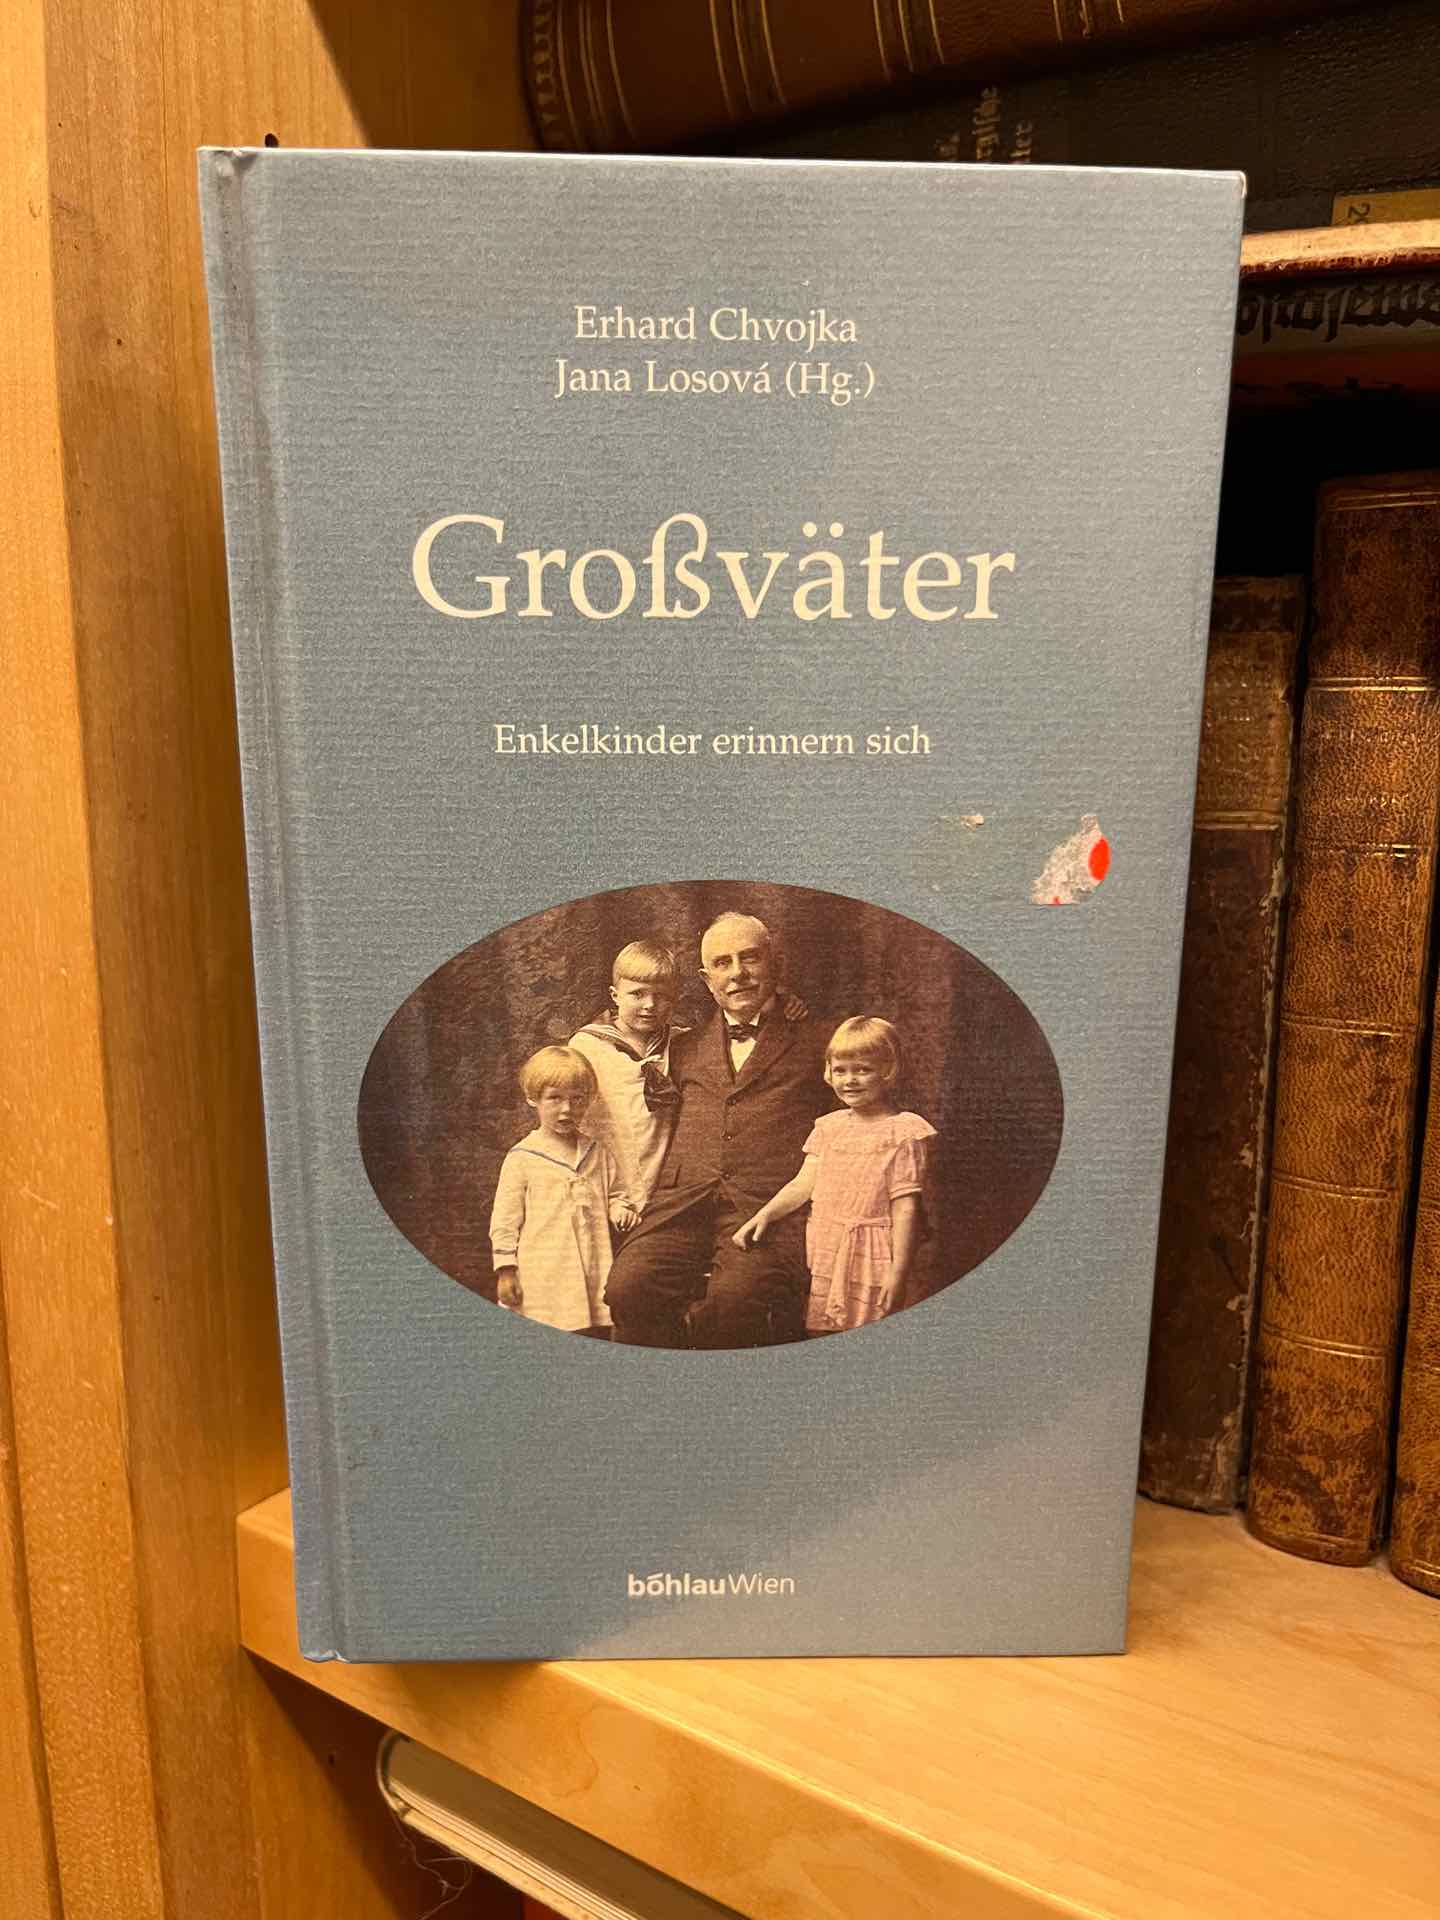 Erhard Chvojka
Jana Losová (Hg.)
Großväter
Enkelkinder erinnern sich
böhlauWien